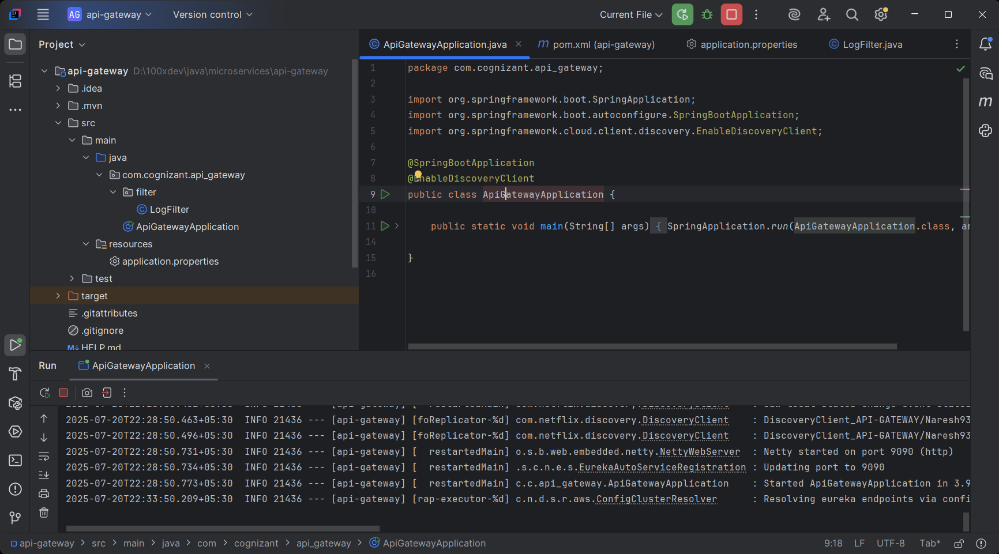 AG api-gateway
Version control
Current File
Project
ApiGatewayApplication.java
pom.xml (api-gateway)
application.properties
LogFilter.java
api-gateway D:\100xdev\java\microservices\api-gateway
.idea
.mvn
src
main
java
com.cognizant.api_gateway
filter
LogFilter
ApiGatewayApplication
resources
application.properties
test
target
.gitattributes
.gitignore
HELP.md
1 package com.cognizant.api_gateway;
2
3 import org.springframework.boot.SpringApplication;
4 import org.springframework.boot.autoconfigure.SpringBootApplication;
5 import org.springframework.cloud.client.discovery.EnableDiscoveryClient;
6
7 @SpringBootApplication
8 @EnableDiscoveryClient
9 public class ApiGatewayApplication {
10
11 public static void main(String[] args) { SpringApplication.run(ApiGatewayApplication.class, ar
14
15 }
16
Run
ApiGatewayApplication
2025-07-20T22:28:50.463+05:30 INFO 21436 --- [api-gateway] [foReplicator-%d] com.netflix.discovery.DiscoveryClient : DiscoveryClient_API-GATEWAY/Naresh93
2025-07-20T22:28:50.496+05:30 INFO 21436 --- [api-gateway] [foReplicator-%d] com.netflix.discovery.DiscoveryClient : DiscoveryClient_API-GATEWAY/Naresh93
2025-07-20T22:28:50.731+05:30 INFO 21436 --- [api-gateway] [ restartedMain] o.s.b.web.embedded.netty.NettyWebServer : Netty started on port 9090 (http)
2025-07-20T22:28:50.734+05:30 INFO 21436 --- [api-gateway] [ restartedMain] .s.c.n.e.s.EurekaAutoServiceRegistration : Updating port to 9090
2025-07-20T22:28:50.773+05:30 INFO 21436 --- [api-gateway] [ restartedMain] c.c.api_gateway.ApiGatewayApplication : Started ApiGatewayApplication in 3.9
2025-07-20T22:33:50.209+05:30 INFO 21436 --- [api-gateway] [rap-executor-%d] c.n.d.s.r.aws.ConfigClusterResolver : Resolving eureka endpoints via confi
api-gateway > src > main > java > com > cognizant > api_gateway > ApiGatewayApplication
9:18 LF UTF-8 Tab*